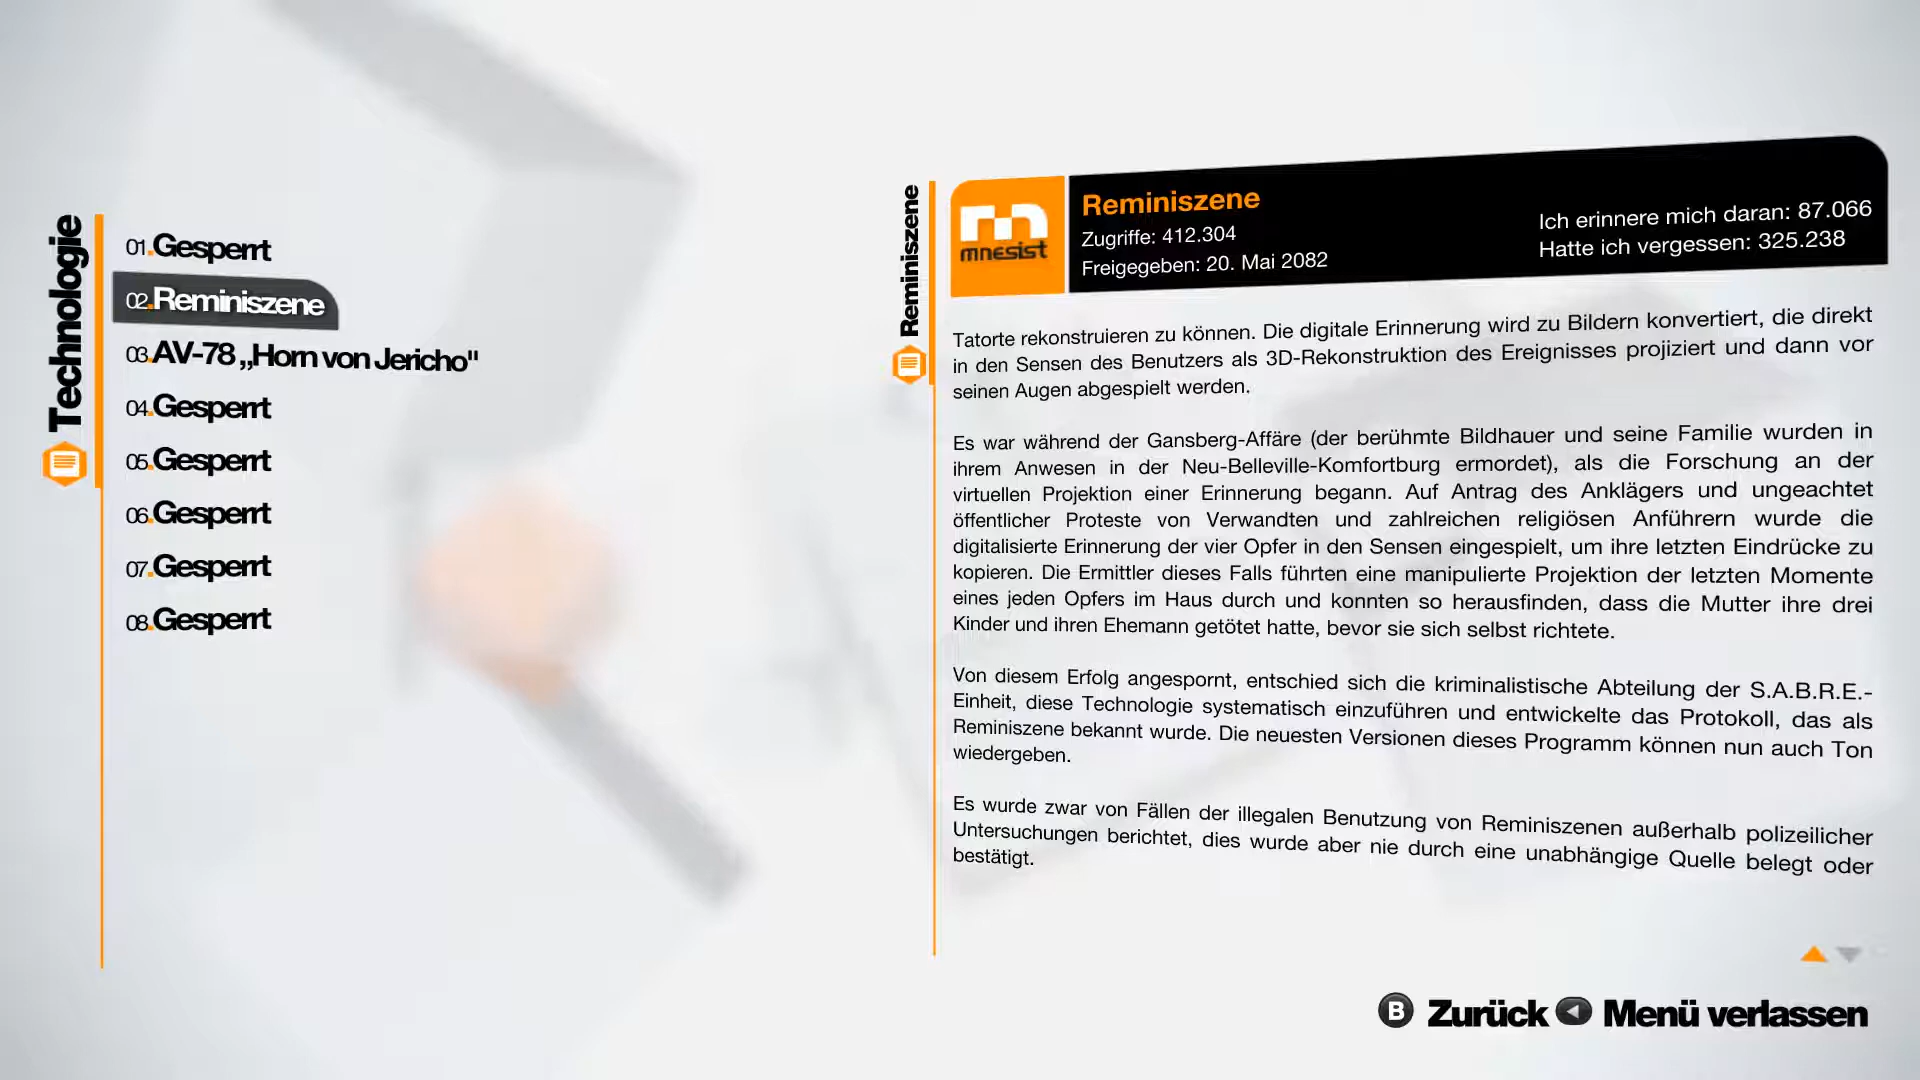 Technologie
01.Gesperrt
02.Reminiszene
03.AV-78 „Horn von Jericho"
04.Gesperrt
05.Gesperrt
06.Gesperrt
07.Gesperrt
08.Gesperrt
Reminiszene
mnesist
Reminiszene
Zugriffe: 412.304
Freigegeben: 20. Mai 2082
Ich erinnere mich daran: 87.066
Hatte ich vergessen: 325.238
Tatorte rekonstruieren zu können. Die digitale Erinnerung wird zu Bildern konvertiert, die direkt
in den Sensen des Benutzers als 3D-Rekonstruktion des Ereignisses projiziert und dann vor
seinen Augen abgespielt werden.
Es war während der Gansberg-Affäre (der berühmte Bildhauer und seine Familie wurden in
ihrem Anwesen in der Neu-Belleville-Komfortburg ermordet), als die Forschung an der
virtuellen Projektion einer Erinnerung begann. Auf Antrag des Anklägers und ungeachtet
öffentlicher Proteste von Verwandten und zahlreichen religiösen Anführern wurde die
digitalisierte Erinnerung der vier Opfer in den Sensen eingespielt, um ihre letzten Eindrücke zu
kopieren. Die Ermittler dieses Falls führten eine manipulierte Projektion der letzten Momente
eines jeden Opfers im Haus durch und konnten so herausfinden, dass die Mutter ihre drei
Kinder und ihren Ehemann getötet hatte, bevor sie sich selbst richtete.
Von diesem Erfolg angespornt, entschied sich die kriminalistische Abteilung der S.A.B.R.E.-
Einheit, diese Technologie systematisch einzuführen und entwickelte das Protokoll, das als
Reminiszene bekannt wurde. Die neuesten Versionen dieses Programm können nun auch Ton
wiedergeben.
Es wurde zwar von Fällen der illegalen Benutzung von Reminiszenen außerhalb polizeilicher
Untersuchungen berichtet, dies wurde aber nie durch eine unabhängige Quelle belegt oder
bestätigt.
B Zurück Menü verlassen